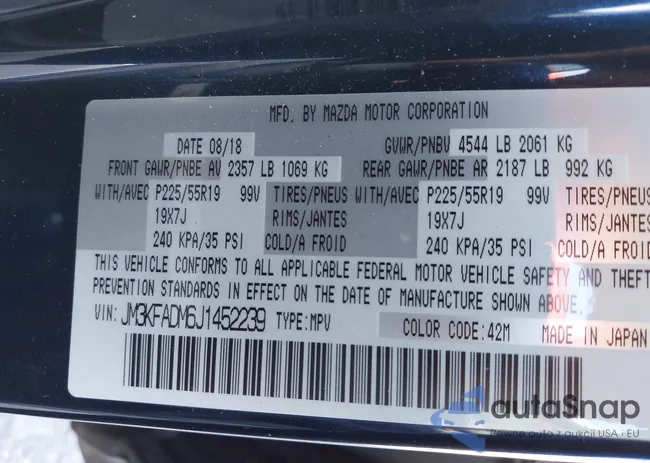 MFD. BY MAZDA MOTOR CORPORATION
DATE 08/18 GVWR/PNBV 4544 LB 2061 KG
FRONT GAWR/PNBE AV 2357 LB 1069 KG REAR GAWR/PNBE AR 2187 LB 992 KG
WITH/AVEC P225/55R19 99V TIRES/PNEUS WITH/AVEC P225/55R19 99V TIRES/PNEUS
19X7J RIMS/JANTES 19X7J RIMS/JANTES
240 KPA/35 PSI COLD/A FROID 240 KPA/35 PSI COLD/A FROID
THIS VEHICLE CONFORMS TO ALL APPLICABLE FEDERAL MOTOR VEHICLE SAFETY AND THEFT
PREVENTION STANDARDS IN EFFECT ON THE DATE OF MANUFACTURE SHOWN ABOVE.
VIN: JM3KFADM6J1452239 TYPE:MPV COLOR CODE:42M MADE IN JAPAN
autoSnap
Pewne auto z aukcji USA i EU